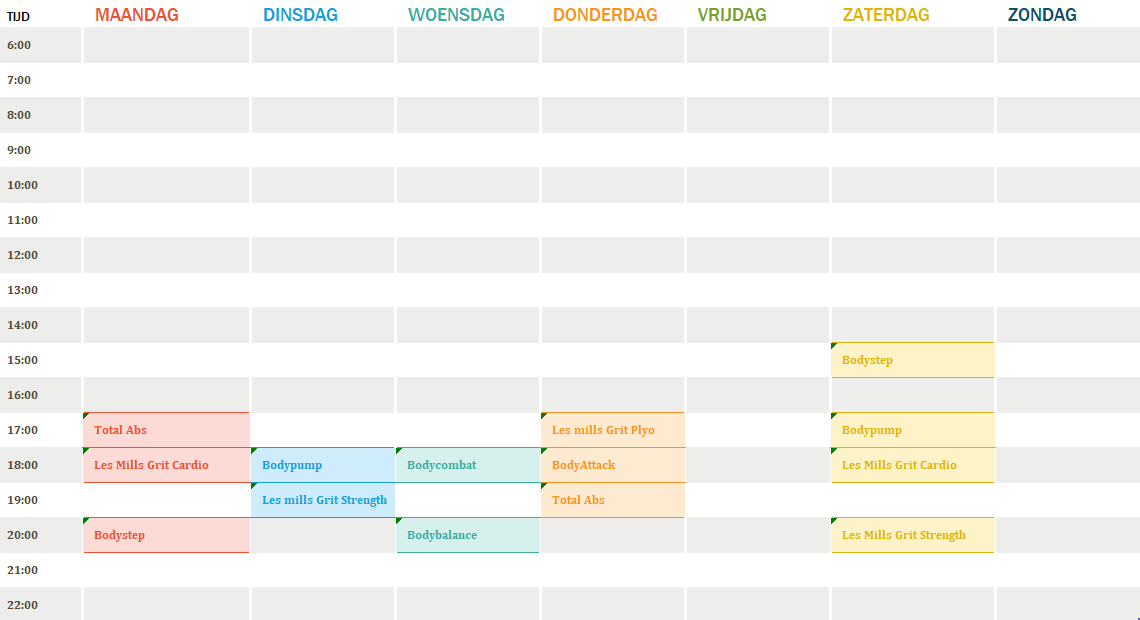 TIJD MAANDAG DINSDAG WOENSDAG DONDERDAG VRIJDAG ZATERDAG ZONDAG
6:00
7:00
8:00
9:00
10:00
11:00
12:00
13:00
14:00
15:00 Bodystep
16:00
17:00 Total Abs Les mills Grit Plyo Bodypump
18:00 Les Mills Grit Cardio Bodypump Bodycombat BodyAttack Les Mills Grit Cardio
19:00 Les mills Grit Strength Total Abs
20:00 Bodystep Bodybalance Les Mills Grit Strength
21:00
22:00